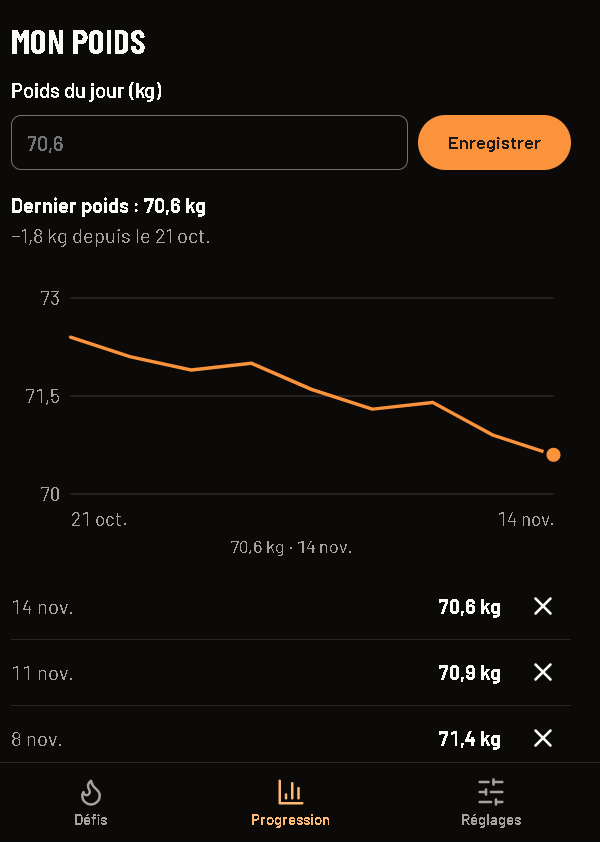 MON POIDS
Poids du jour (kg)
70,6
Enregistrer
Dernier poids : 70,6 kg
−1,8 kg depuis le 21 oct.
73
71,5
70
21 oct.
14 nov.
70,6 kg · 14 nov.
14 nov. 70,6 kg
11 nov. 70,9 kg
8 nov. 71,4 kg
Défis
Progression
Réglages